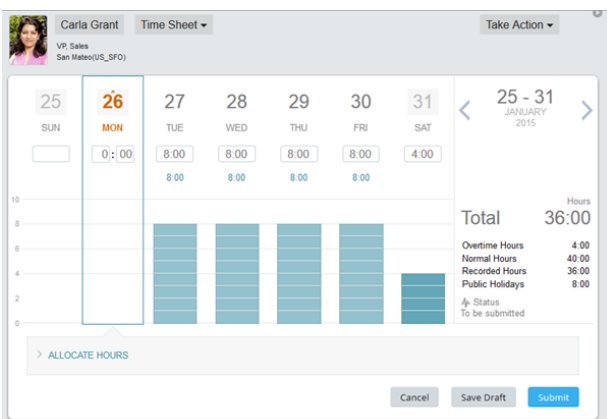 Carla Grant
Time Sheet
Take Action
VP, Sales
San Mateo(US_SFO)
25 26 27 28 29 30 31
SUN MON TUE WED THU FRI SAT
0 : 00 8:00 8:00 8:00 8:00 4:00
8:00 8:00 8:00 8:00
25 - 31
JANUARY
2015
10
8
6
4
2
0
Hours
Total 36:00
Overtime Hours 4:00
Normal Hours 40:00
Recorded Hours 36:00
Public Holidays 8:00
Status
To be submitted
ALLOCATE HOURS
Cancel Save Draft Submit